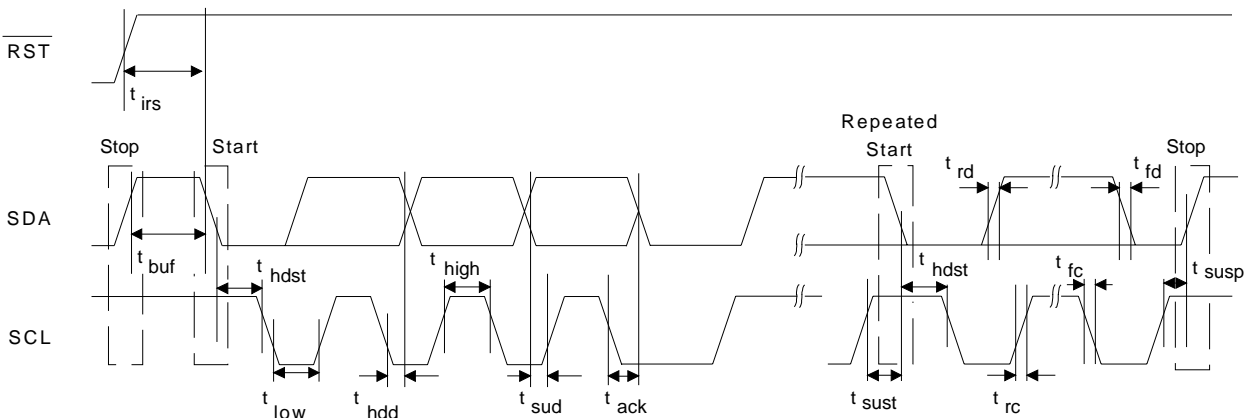 RST
t irs
Repeated
Stop Start Start Stop
t rd t fd
SDA
t buf t hdst t high t hdst t fc t susp
SCL
t low t hdd t sud t ack t sust t rc